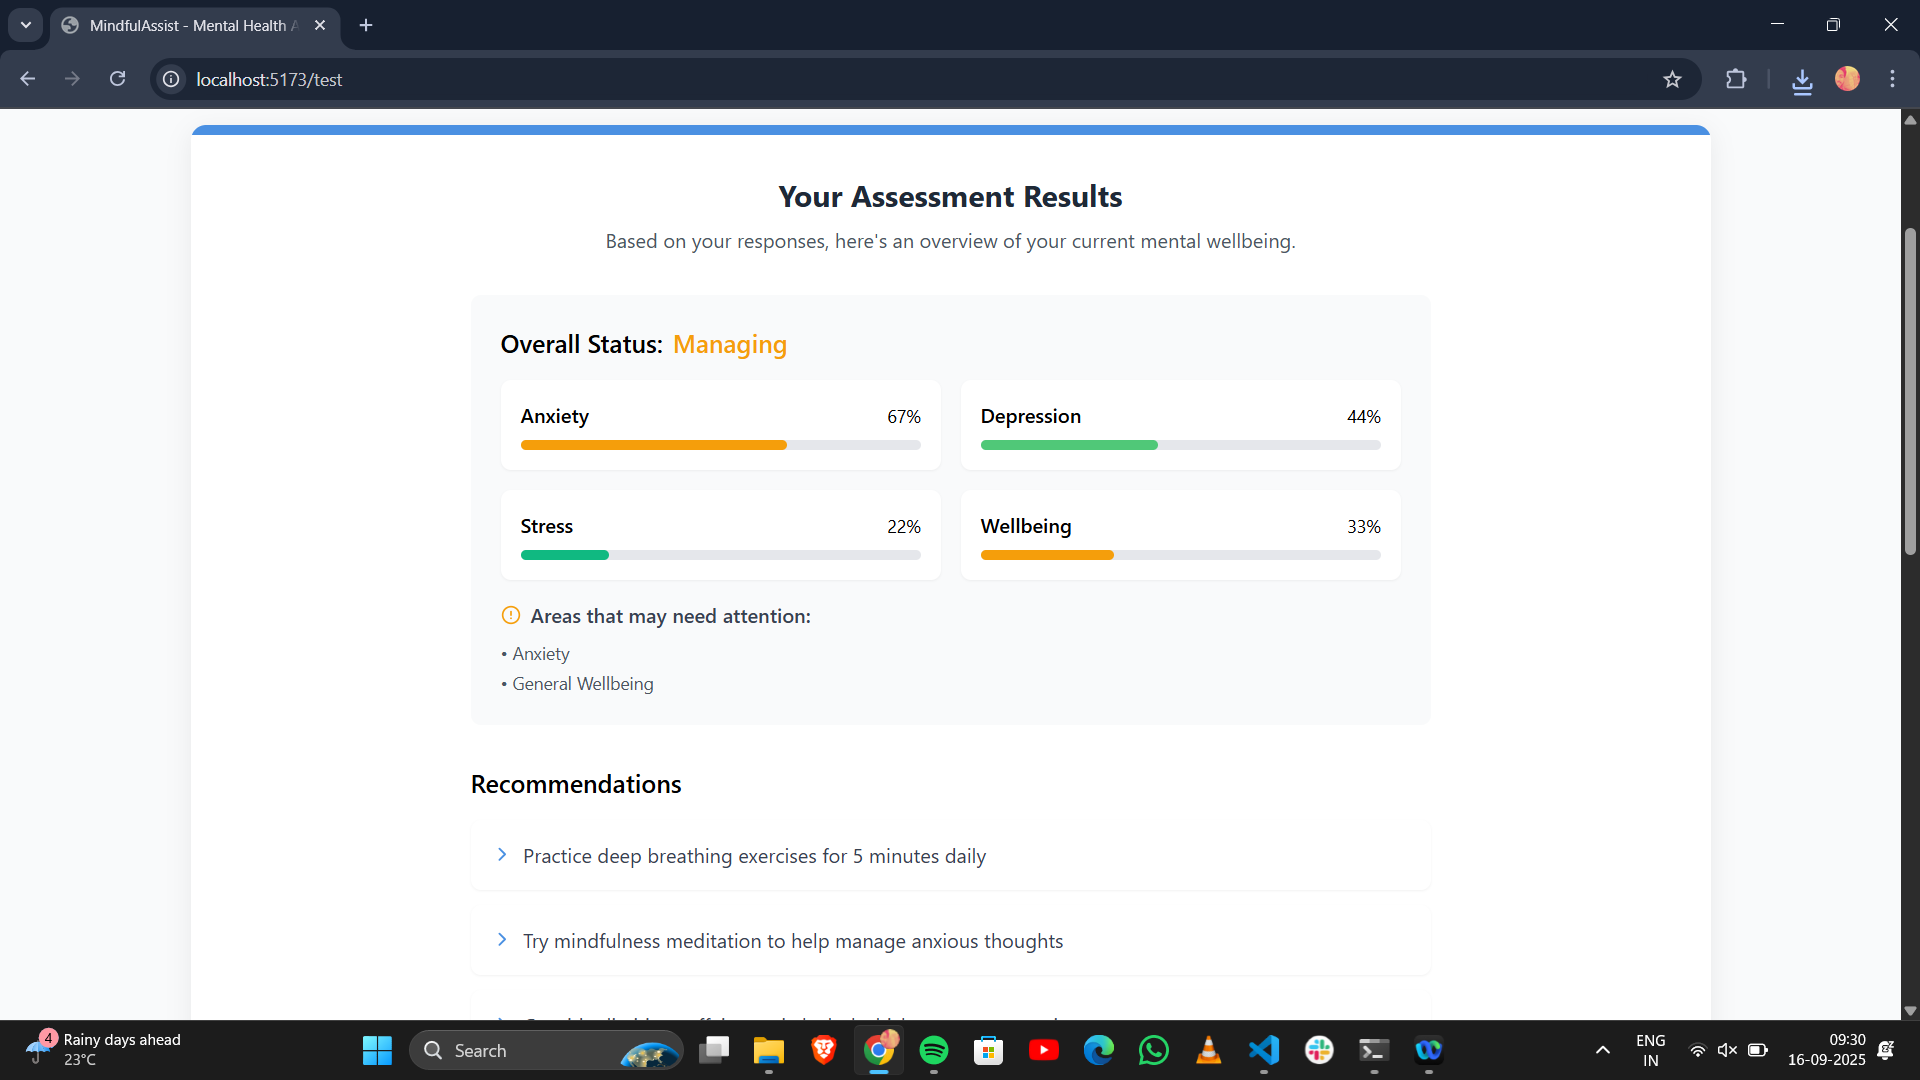 MindfulAssist - Mental Health A
localhost:5173/test
Your Assessment Results
Based on your responses, here's an overview of your current mental wellbeing.
Overall Status: Managing
Anxiety 67%
Depression 44%
Stress 22%
Wellbeing 33%
Areas that may need attention:
• Anxiety
• General Wellbeing
Recommendations
Practice deep breathing exercises for 5 minutes daily
Try mindfulness meditation to help manage anxious thoughts
4
Rainy days ahead
23°C
Search
ENG
IN
09:30
16-09-2025